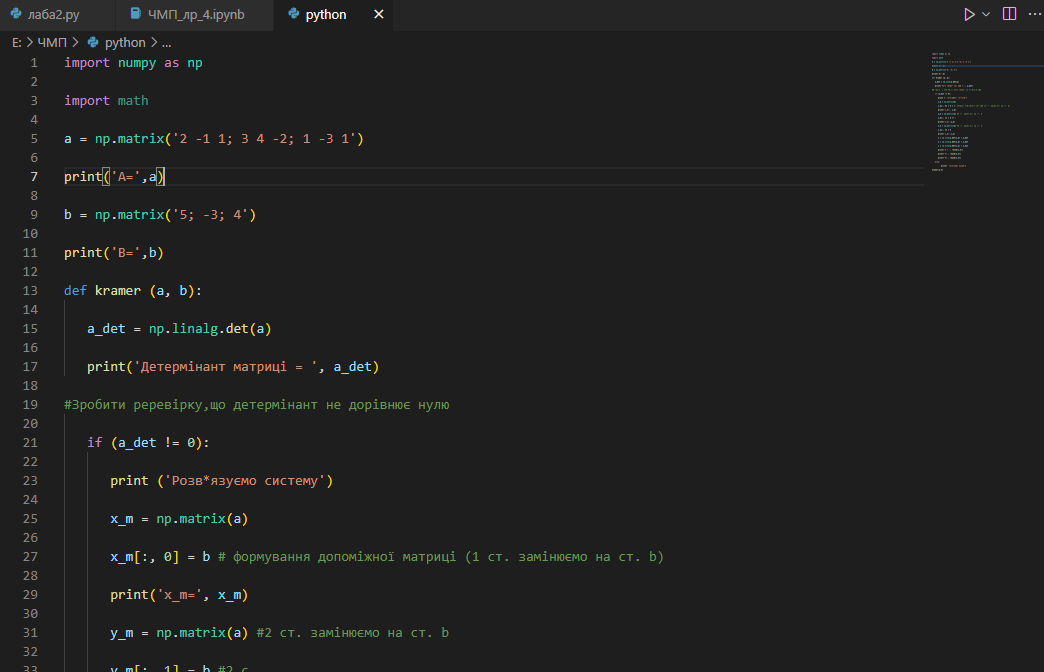 лаба2.py ЧМП_лр_4.ipynb python
E: > ЧМП > python > ...
1 import numpy as np
2
3 import math
4
5 a = np.matrix('2 -1 1; 3 4 -2; 1 -3 1')
6
7 print('A=',a)
8
9 b = np.matrix('5; -3; 4')
10
11 print('B=',b)
12
13 def kramer (a, b):
14
15 a_det = np.linalg.det(a)
16
17 print('Детермінант матриці = ', a_det)
18
19 #Зробити реревірку,що детермінант не дорівнює нулю
20
21 if (a_det != 0):
22
23 print ('Розв*язуємо систему')
24
25 x_m = np.matrix(a)
26
27 x_m[:, 0] = b # формування допоміжної матриці (1 ст. замінюємо на ст. b)
28
29 print('x_m=', x_m)
30
31 y_m = np.matrix(a) #2 ст. замінюємо на ст. b
32
33 y_m[:, 1] = b #2 с